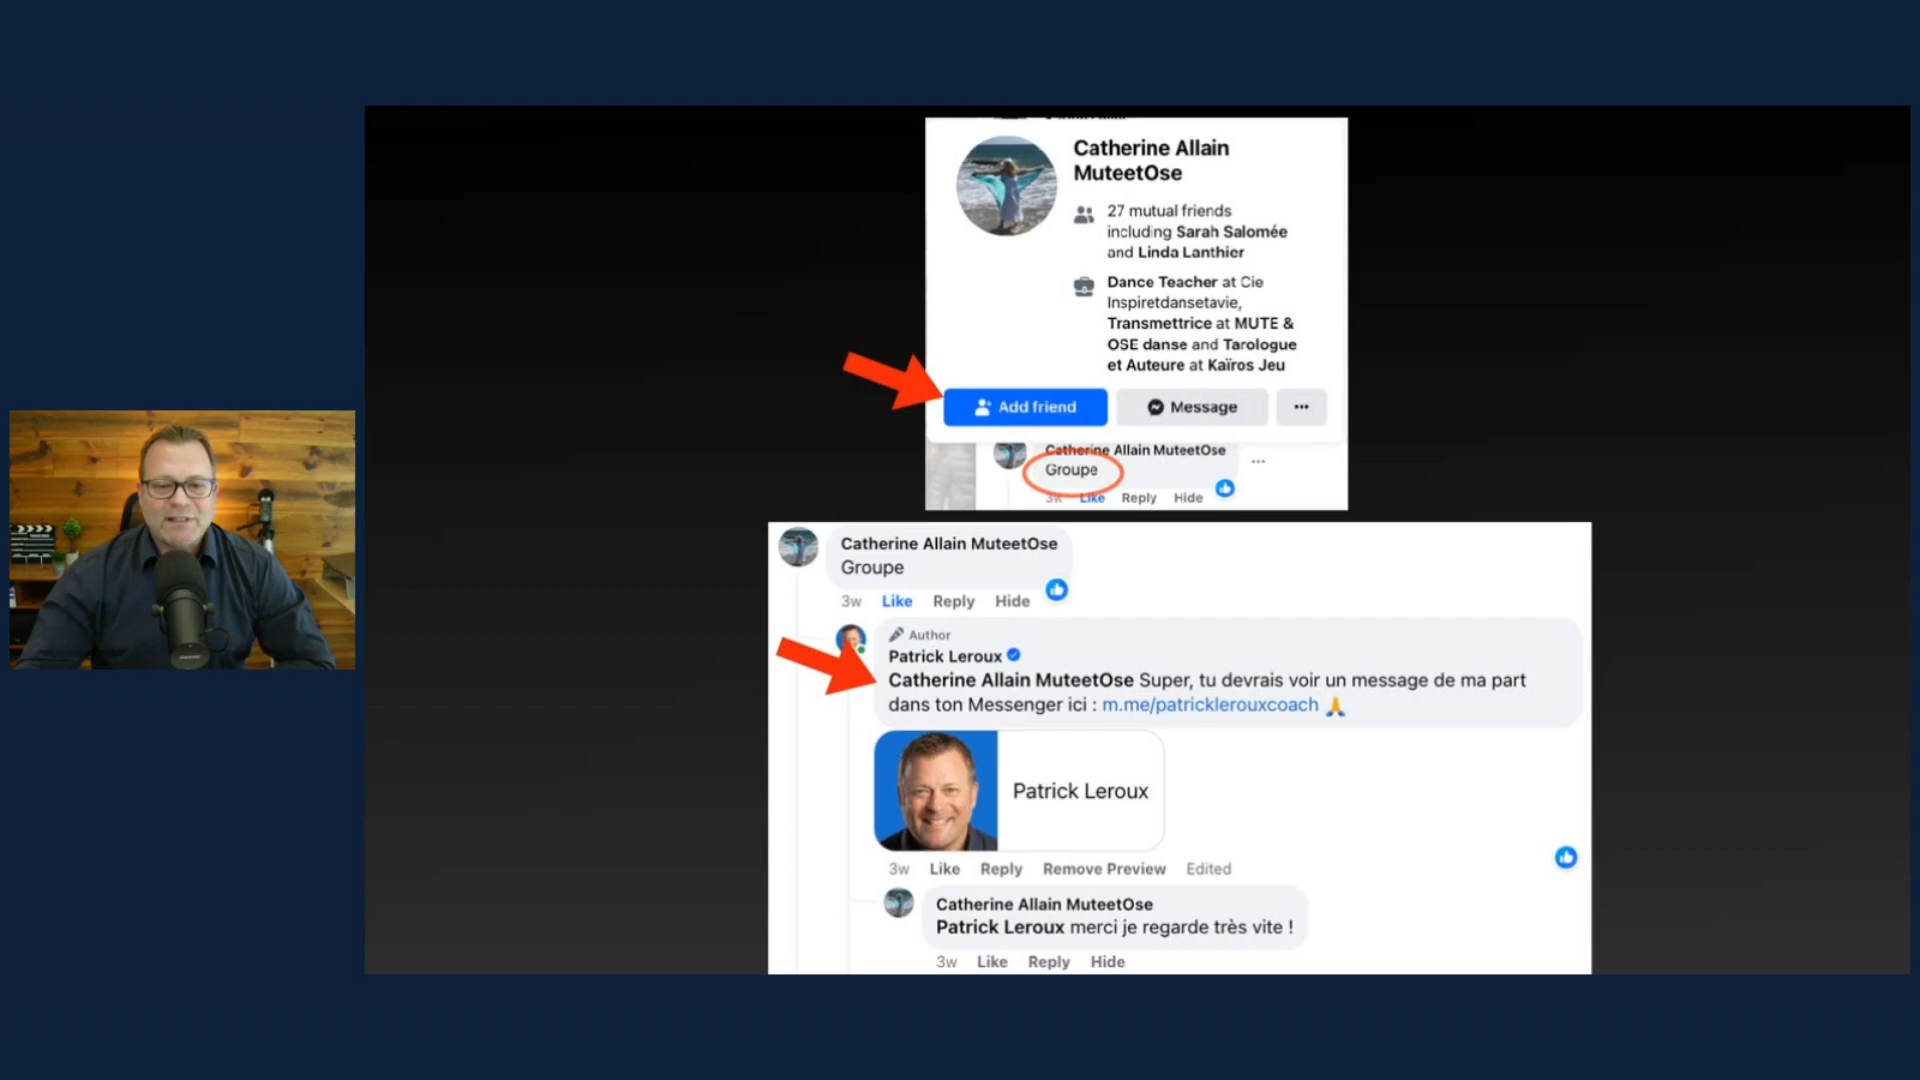 Catherine Allain
MuteetOse
27 mutual friends
including Sarah Salomée
and Linda Lanthier
Dance Teacher at Cie
Inspiretdansetavie,
Transmettrice at MUTE &
OSE danse and Tarologue
et Auteure at Kaïros Jeu
Add friend
Message
Catherine Allain MuteetOse
Groupe
3w Like Reply Hide
Catherine Allain MuteetOse
Groupe
3w Like Reply Hide
Author
Patrick Leroux
Catherine Allain MuteetOse Super, tu devrais voir un message de ma part
dans ton Messenger ici : m.me/patricklerouxcoach 🙏
Patrick Leroux
3w Like Reply Remove Preview Edited
Catherine Allain MuteetOse
Patrick Leroux merci je regarde très vite !
3w Like Reply Hide